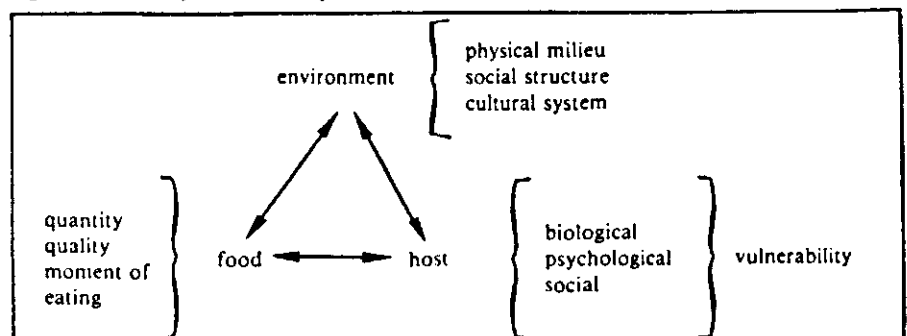 environment
physical milieu
social structure
cultural system
quantity
quality
moment of
eating
food
host
biological
psychological
social
vulnerability